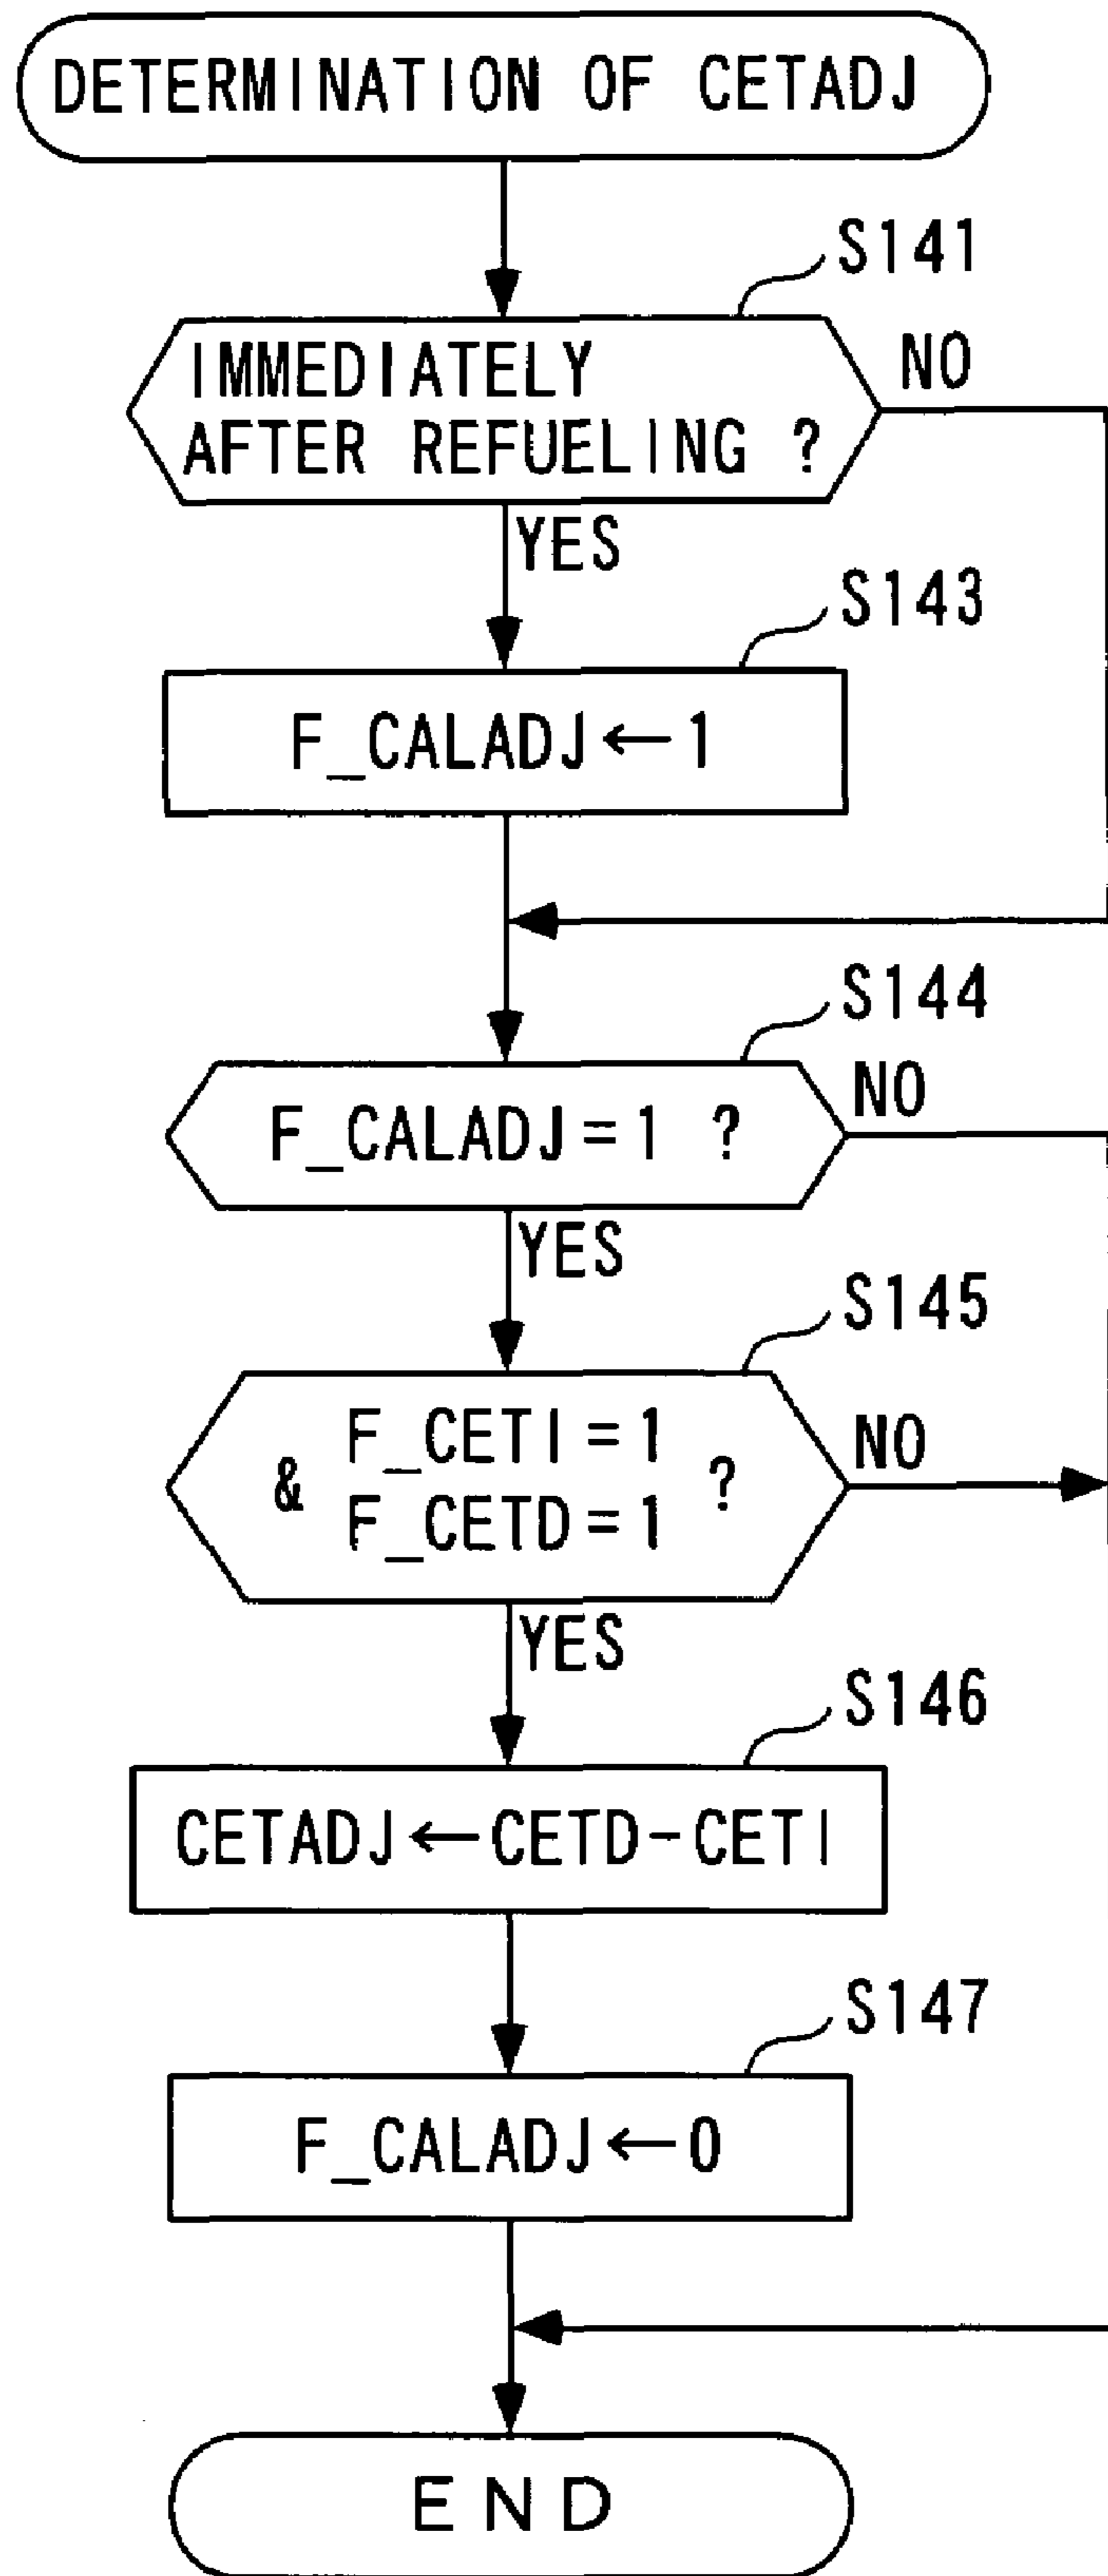 DETERMINATION OF CETADJ
S141
IMMEDIATELY
AFTER REFUELING ?
NO
YES
S143
F_CALADJ←1
S144
F_CALADJ=1 ?
NO
YES
S145
F_CETI=1
& ?
F_CETD=1
NO
YES
S146
CETADJ←CETD-CETI
S147
F_CALADJ←0
END